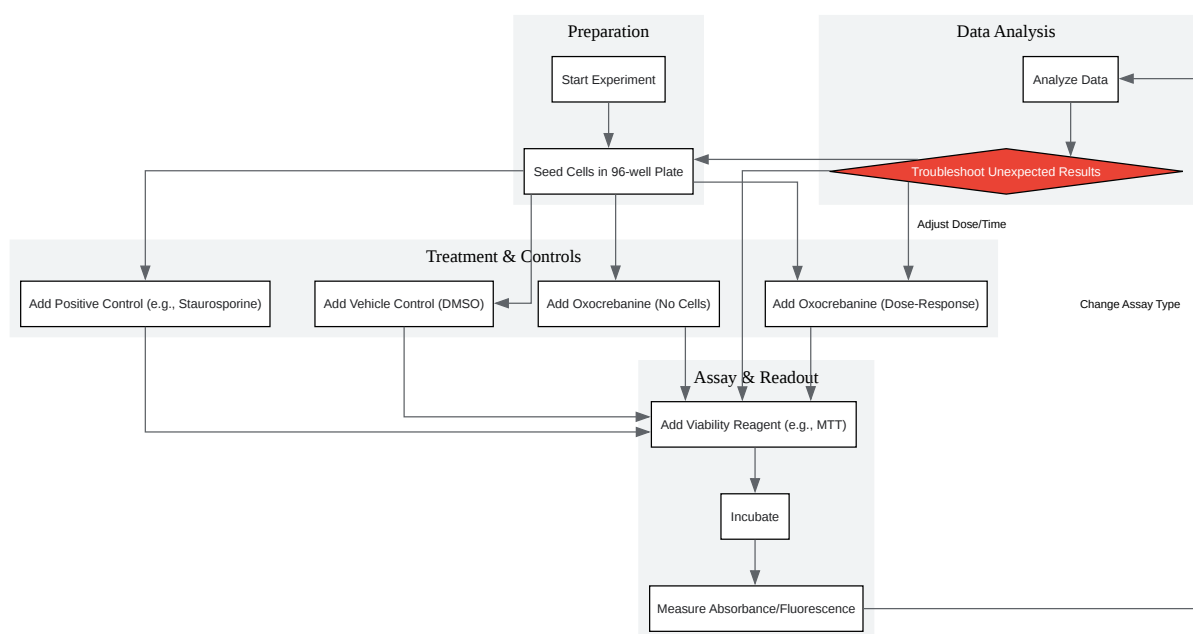 Preparation
Data Analysis
Start Experiment
Analyze Data
Seed Cells in 96-well Plate
Troubleshoot Unexpected Results
Adjust Dose/Time
Treatment & Controls
Add Positive Control (e.g., Staurosporine)
Add Vehicle Control (DMSO)
Add Oxocrebanine (No Cells)
Add Oxocrebanine (Dose-Response)
Change Assay Type
Assay & Readout
Add Viability Reagent (e.g., MTT)
Incubate
Measure Absorbance/Fluorescence